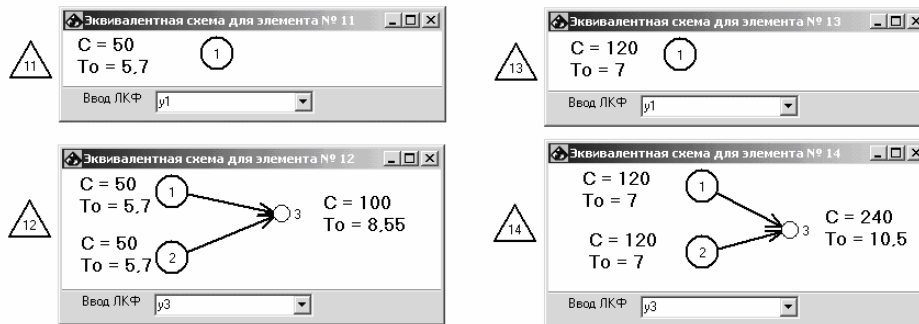 Эквивалентная схема для элемента № 11
11
C = 50
To = 5,7
1
Ввод ЛКФ y1
Эквивалентная схема для элемента № 13
13
C = 120
To = 7
1
Ввод ЛКФ y1
Эквивалентная схема для элемента № 12
12
C = 50
To = 5,7
1
C = 50
To = 5,7
2
3
C = 100
To = 8,55
Ввод ЛКФ y3
Эквивалентная схема для элемента № 14
14
C = 120
To = 7
1
C = 120
To = 7
2
3
C = 240
To = 10,5
Ввод ЛКФ y3